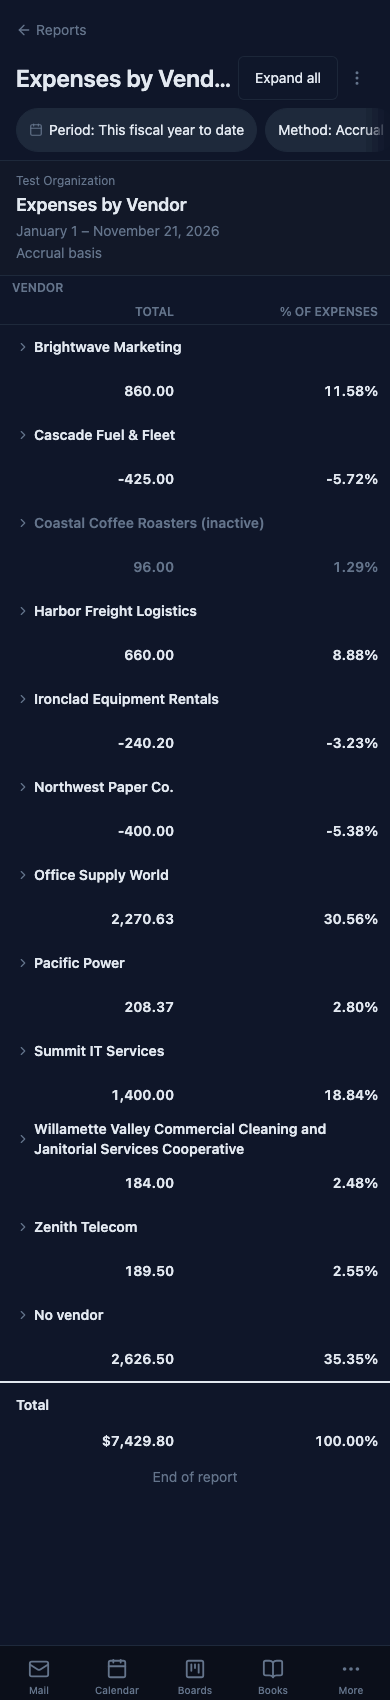 Reports
Expenses by Vend...
Expand all
Period: This fiscal year to date
Method: Accrual
Test Organization
Expenses by Vendor
January 1 – November 21, 2026
Accrual basis
VENDOR
TOTAL % OF EXPENSES
Brightwave Marketing
860.00 11.58%
Cascade Fuel & Fleet
-425.00 -5.72%
Coastal Coffee Roasters (inactive)
96.00 1.29%
Harbor Freight Logistics
660.00 8.88%
Ironclad Equipment Rentals
-240.20 -3.23%
Northwest Paper Co.
-400.00 -5.38%
Office Supply World
2,270.63 30.56%
Pacific Power
208.37 2.80%
Summit IT Services
1,400.00 18.84%
Willamette Valley Commercial Cleaning and
Janitorial Services Cooperative
184.00 2.48%
Zenith Telecom
189.50 2.55%
No vendor
2,626.50 35.35%
Total
$7,429.80 100.00%
End of report
Mail Calendar Boards Books More